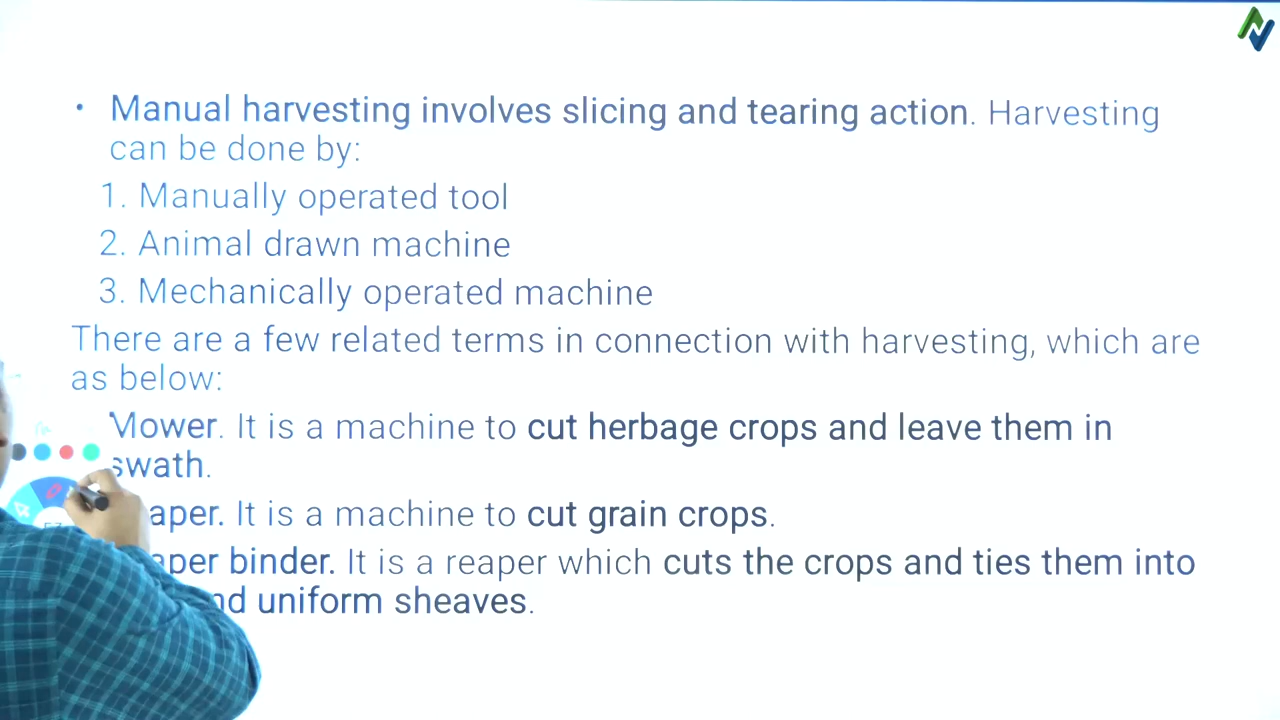 • Manual harvesting involves slicing and tearing action. Harvesting
can be done by:
1. Manually operated tool
2. Animal drawn machine
3. Mechanically operated machine
There are a few related terms in connection with harvesting, which are
as below:
Mower. It is a machine to cut herbage crops and leave them in
swath.
It is a machine to cut grain crops.
binder. It is a reaper which cuts the crops and ties them into
uniform sheaves.